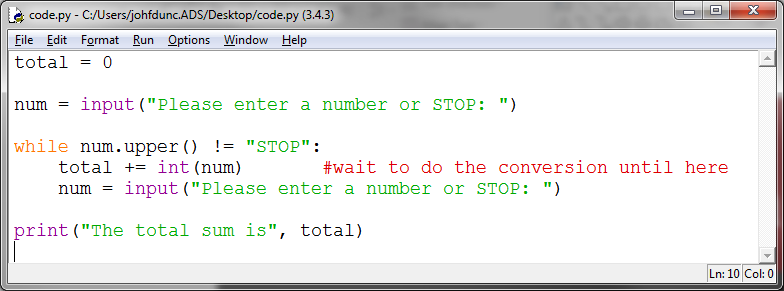 code.py - C:/Users/johfdunc.ADS/Desktop/code.py (3.4.3)
File Edit Format Run Options Window Help
total = 0
num = input("Please enter a number or STOP: ")
while num.upper() != "STOP":
    total += int(num)        #wait to do the conversion until here
    num = input("Please enter a number or STOP: ")
print("The total sum is", total)
Ln: 10 Col: 0